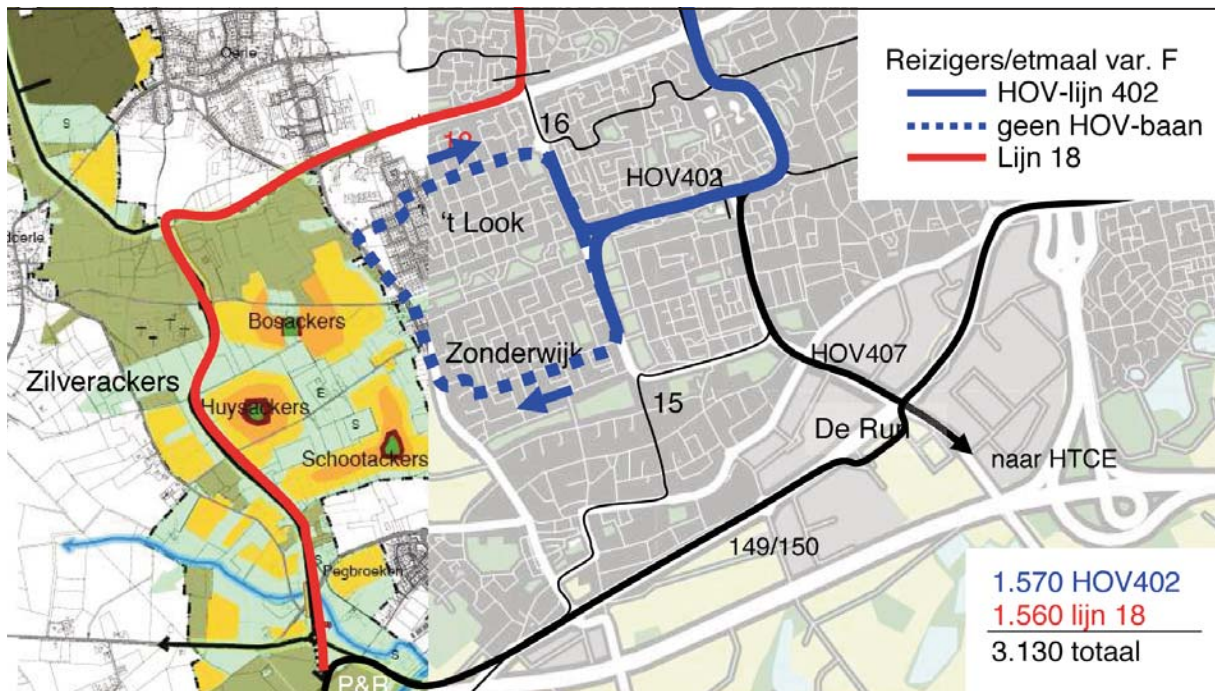 Oerle
Reizigers/etmaal var. F
HOV-lijn 402
geen HOV-baan
Lijn 18
16
18
HOV402
't Look
Bosackers
Zonderwijk
HOV407
Zilverackers
Huysackers
15
De Run
Schootackers
naar HTCE
149/150
Pegbroeken
1.570 HOV402
1.560 lijn 18
3.130 totaal
P&R
S
E
S
S
S
S